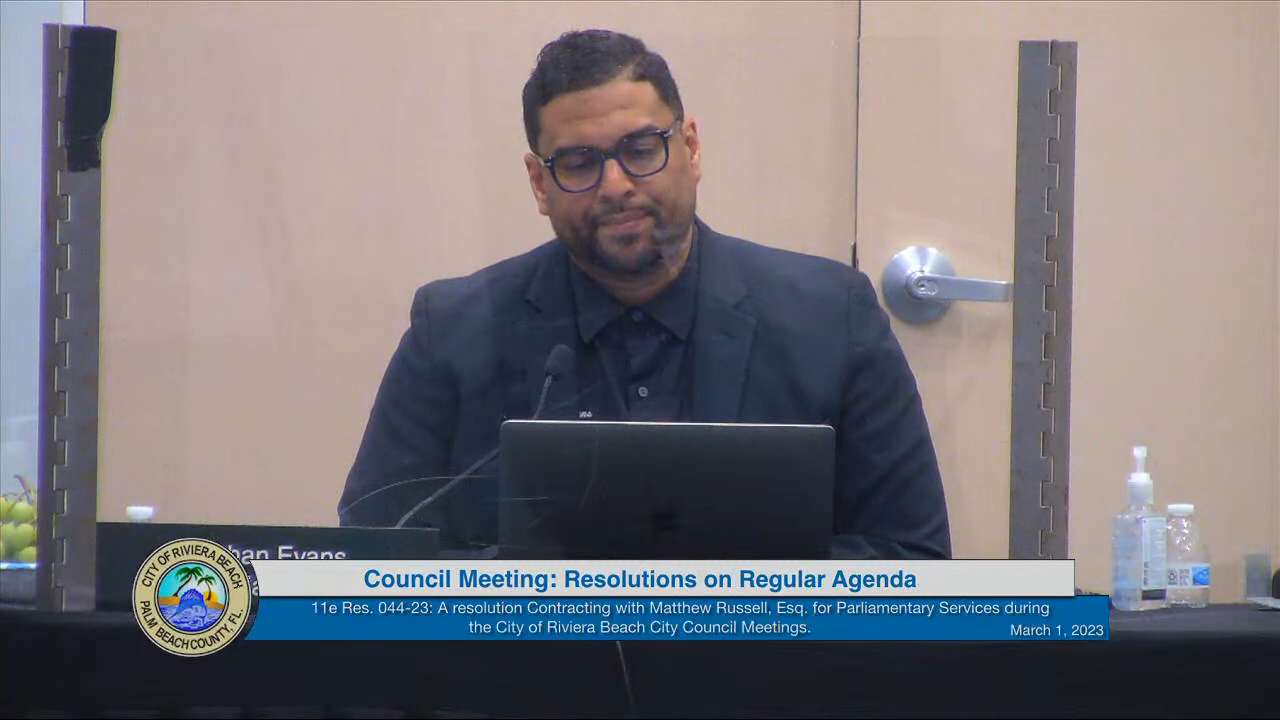 han Evans
CITY OF RIVIERA BEACH
PALM BEACH COUNTY, FL.
Council Meeting: Resolutions on Regular Agenda
11e Res. 044-23: A resolution Contracting with Matthew Russell, Esq. for Parliamentary Services during
the City of Riviera Beach City Council Meetings.
March 1, 2023